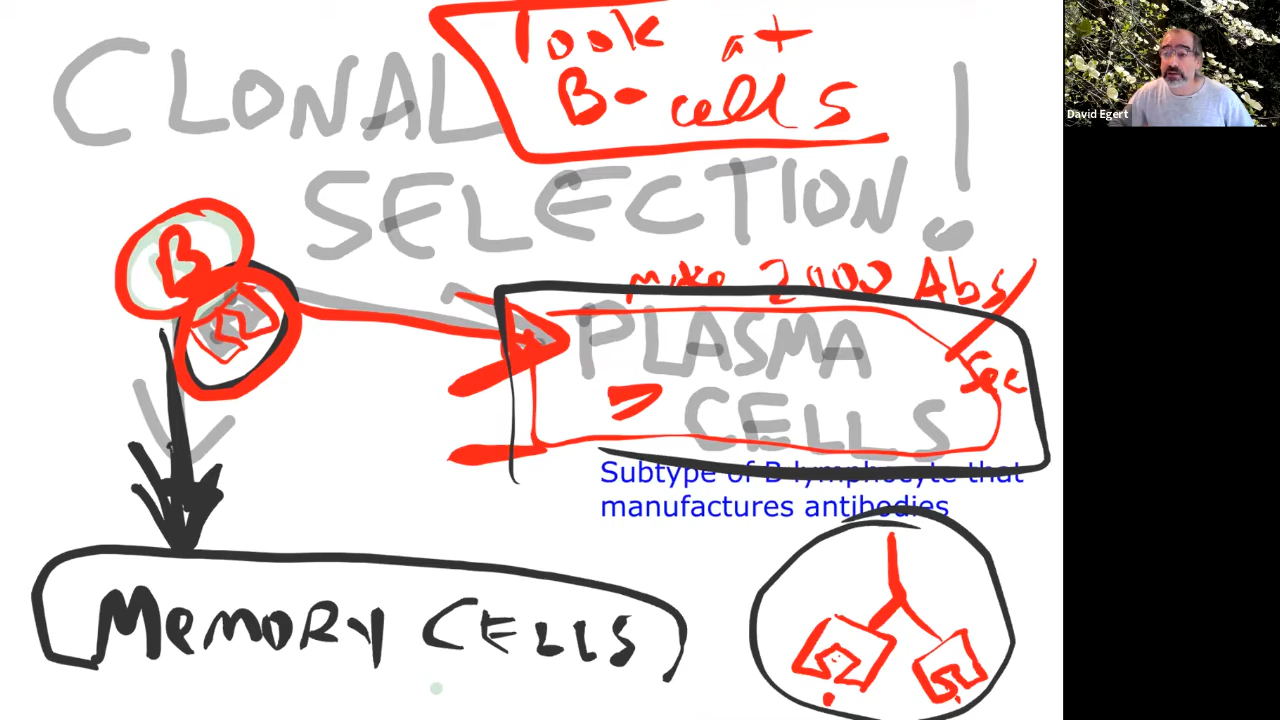 Took at
B-cells
CLONAL
SELECTION!
B
make 2000 Abs/
Sec
PLASMA
= CELLS
Subtype of B lymphocyte that
manufactures antibodies
MEMORY CELLS
David Egert